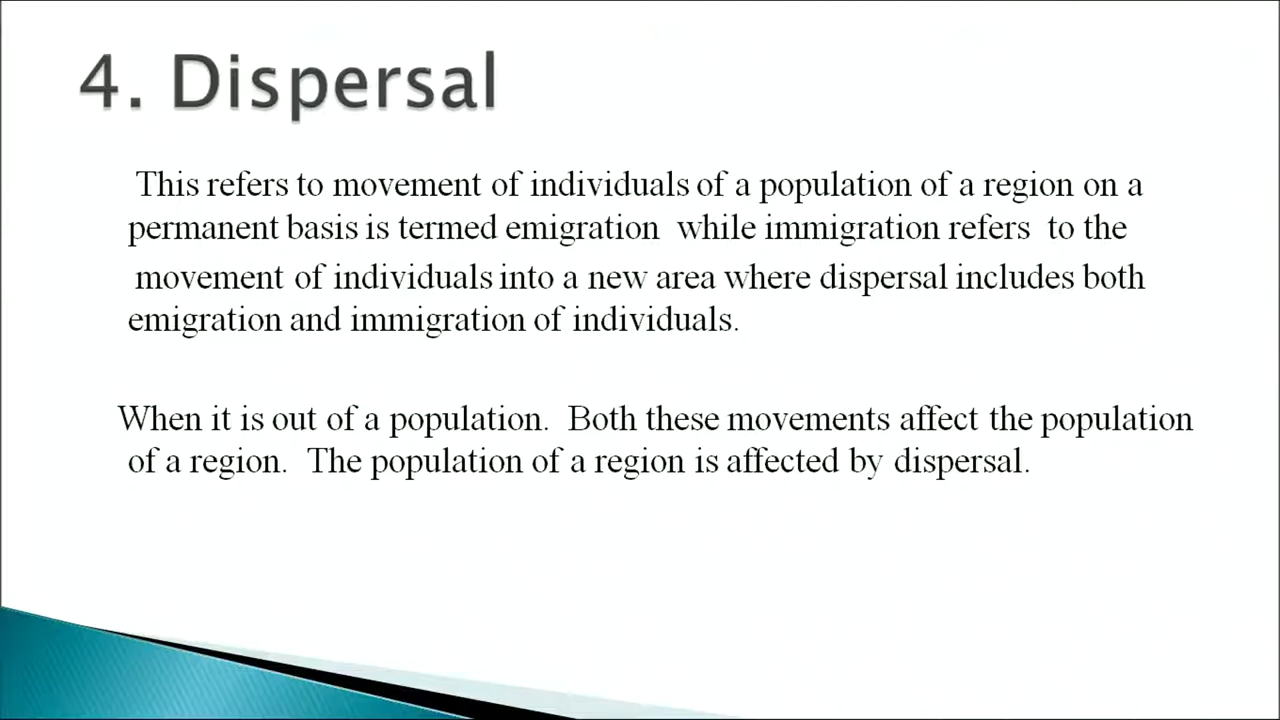 4. Dispersal
This refers to movement of individuals of a population of a region on a
permanent basis is termed emigration while immigration refers to the
movement of individuals into a new area where dispersal includes both
emigration and immigration of individuals.
When it is out of a population. Both these movements affect the population
of a region. The population of a region is affected by dispersal.